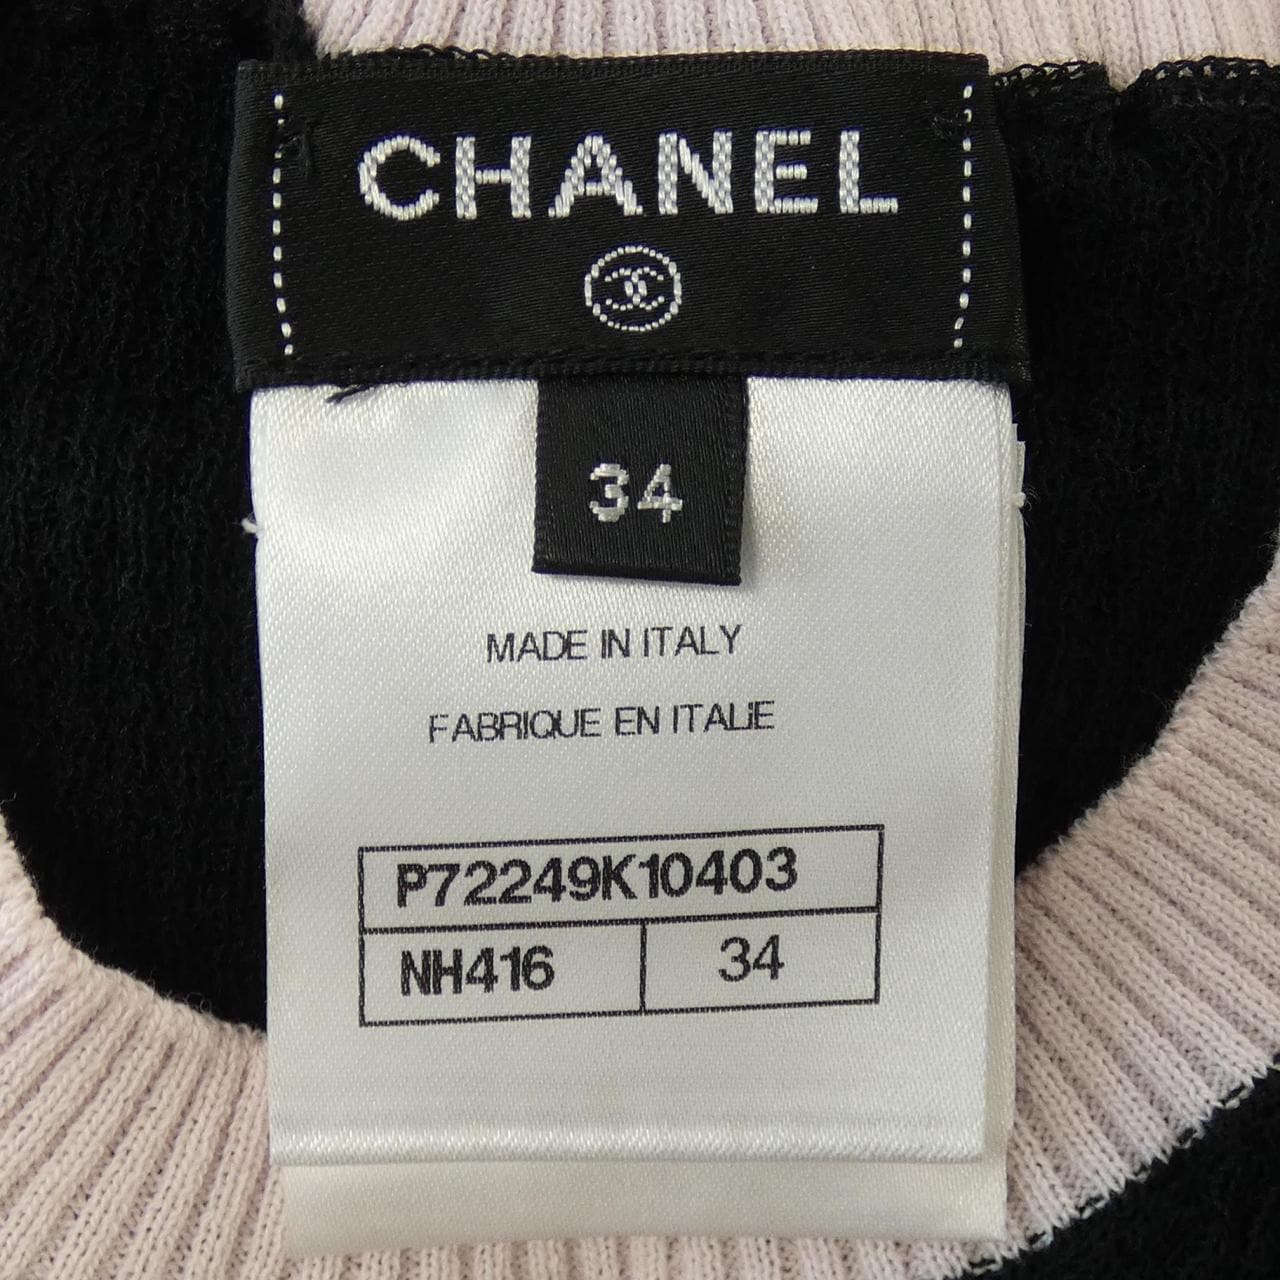 CHANEL
34
MADE IN ITALY
FABRIQUE EN ITALIE
P72249K10403
NH416 34